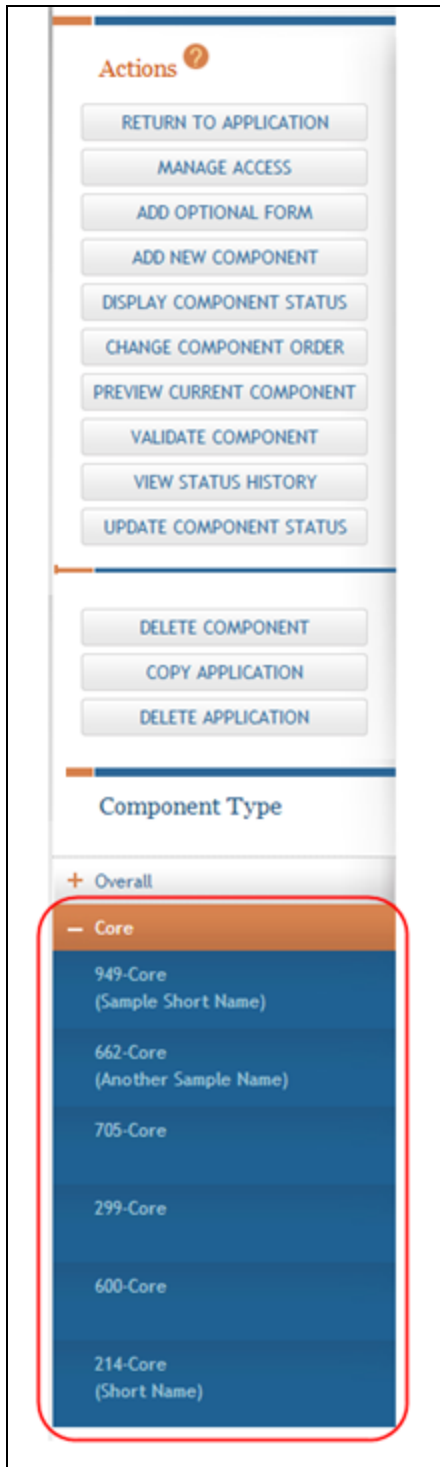 Actions ?
RETURN TO APPLICATION
MANAGE ACCESS
ADD OPTIONAL FORM
ADD NEW COMPONENT
DISPLAY COMPONENT STATUS
CHANGE COMPONENT ORDER
PREVIEW CURRENT COMPONENT
VALIDATE COMPONENT
VIEW STATUS HISTORY
UPDATE COMPONENT STATUS
DELETE COMPONENT
COPY APPLICATION
DELETE APPLICATION
Component Type
+ Overall
– Core
949-Core
(Sample Short Name)
662-Core
(Another Sample Name)
705-Core
299-Core
600-Core
214-Core
(Short Name)